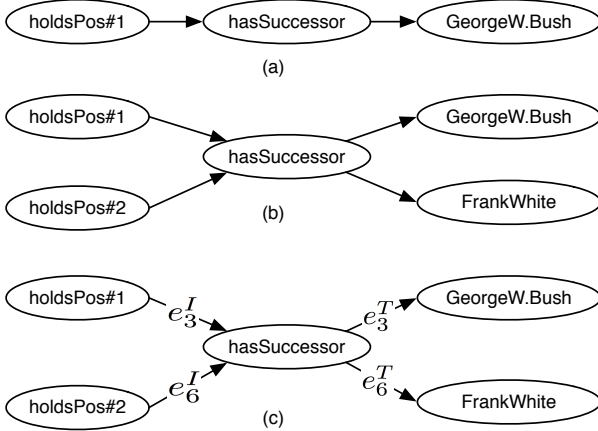 holdsPos#1 hasSuccessor GeorgeW.Bush
(a)
holdsPos#1 GeorgeW.Bush
hasSuccessor
holdsPos#2 FrankWhite
(b)
holdsPos#1 GeorgeW.Bush
e_3^I e_3^T
hasSuccessor
e_6^I e_6^T
holdsPos#2 FrankWhite
(c)